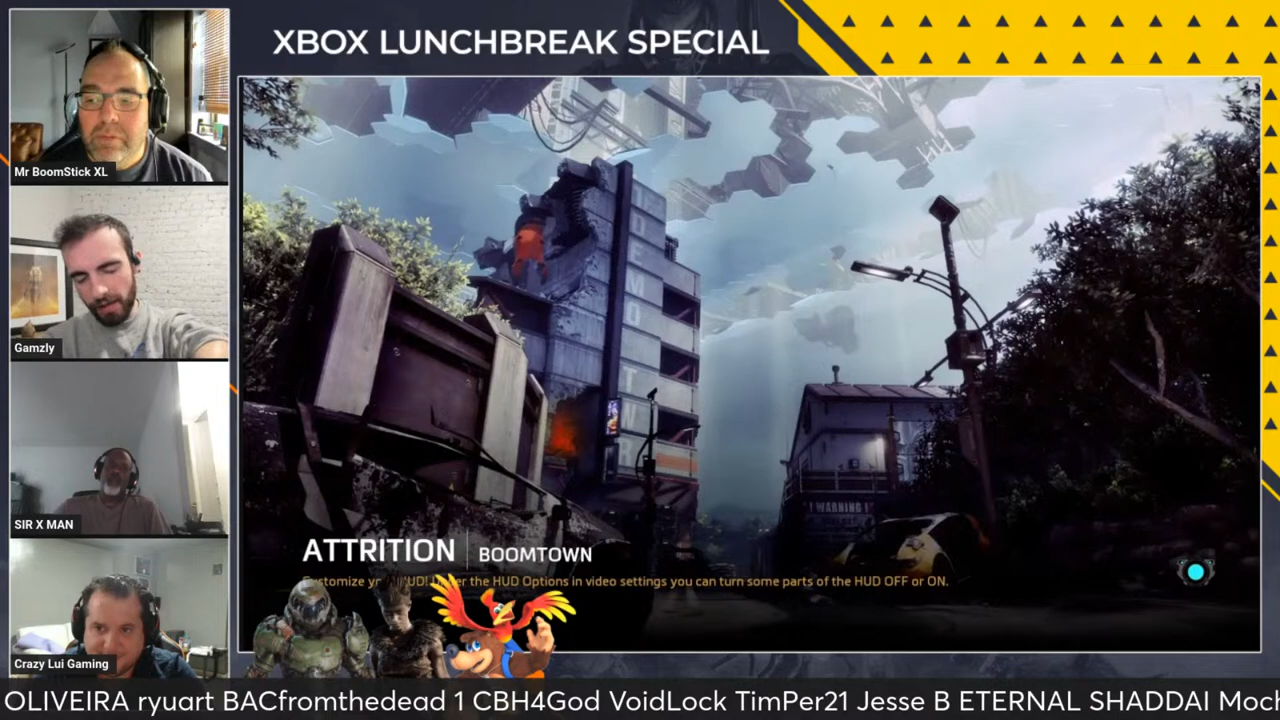 XBOX LUNCHBREAK SPECIAL
Mr BoomStick XL
Gamzly
SIR X MAN
Crazy Lui Gaming
WARNING
ATTRITION | BOOMTOWN
HUD Options in video settings you can turn some parts of the HUD OFF or ON.
OLIVEIRA ryuart BACfromthedead 1 CBH4God VoidLock TimPer21 Jesse B ETERNAL SHADDAI